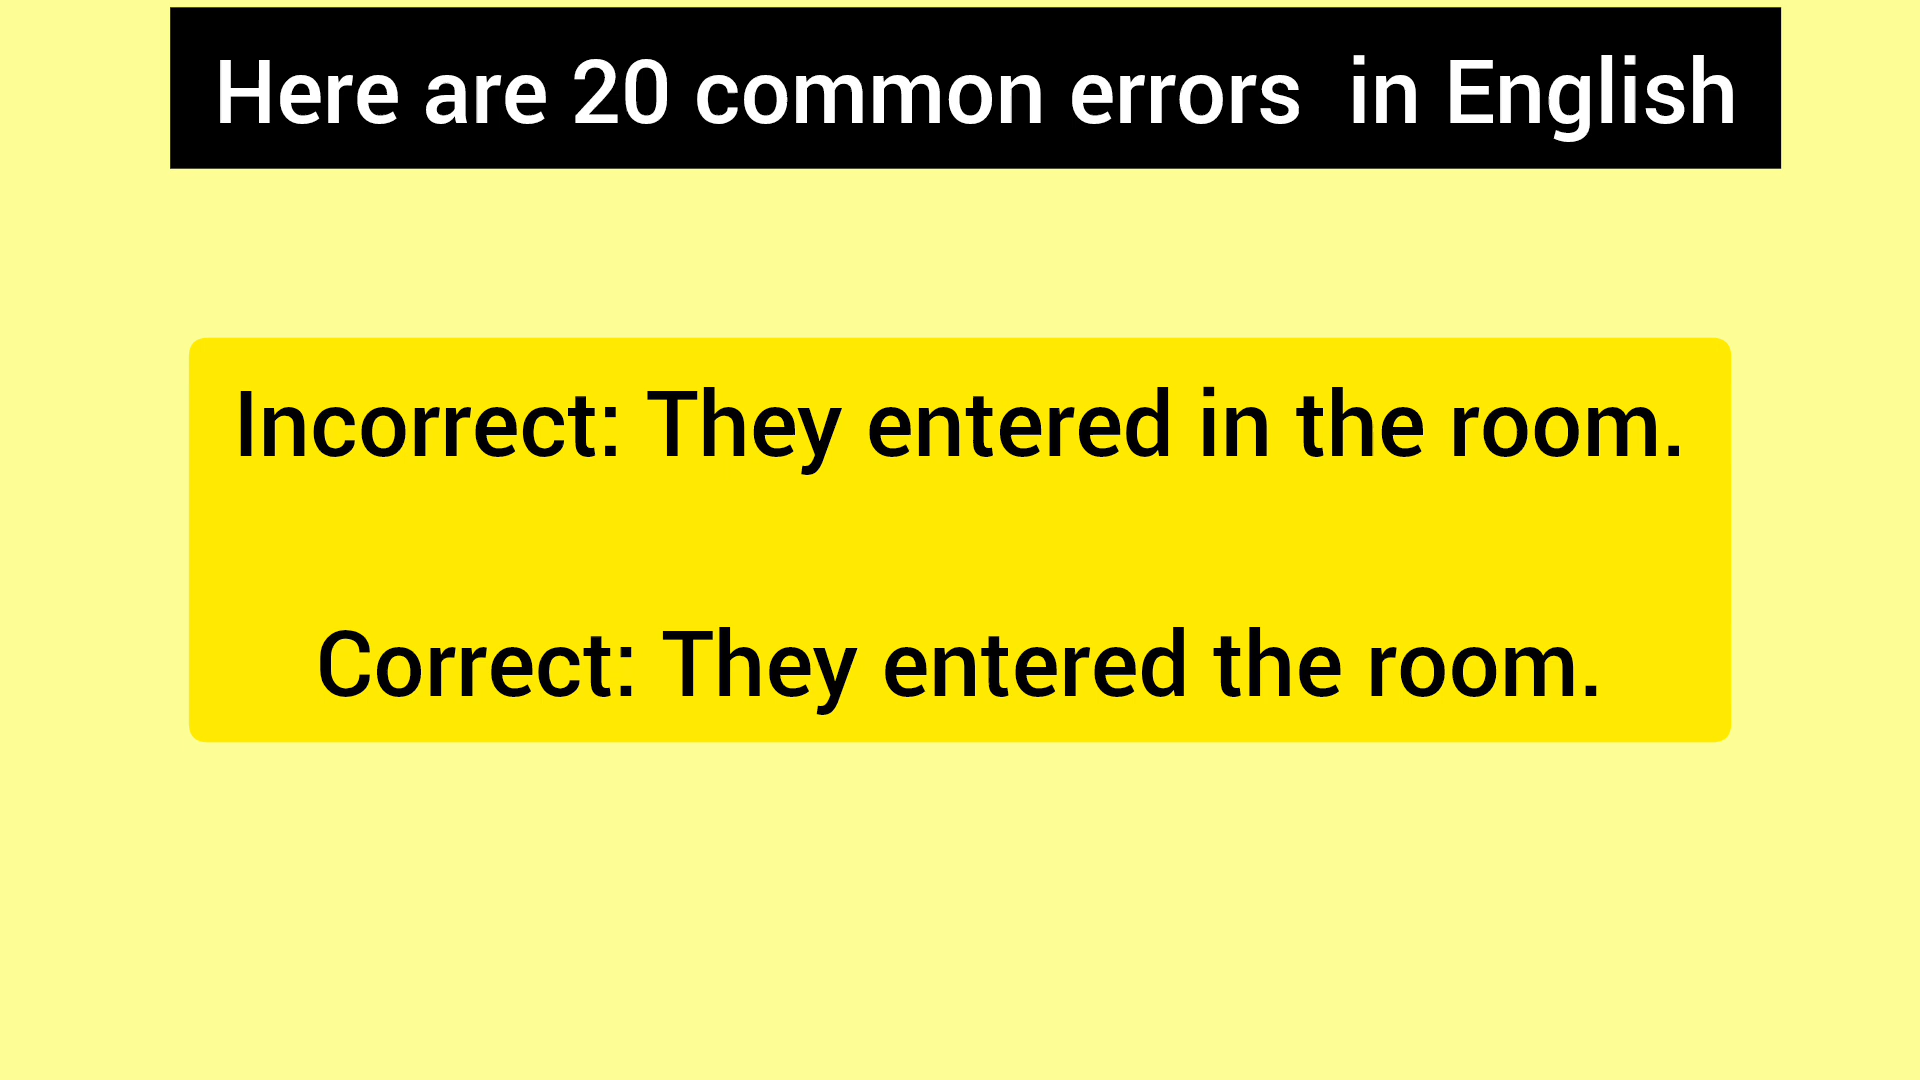 Here are 20 common errors  in English
Incorrect: They entered in the room.
Correct: They entered the room.